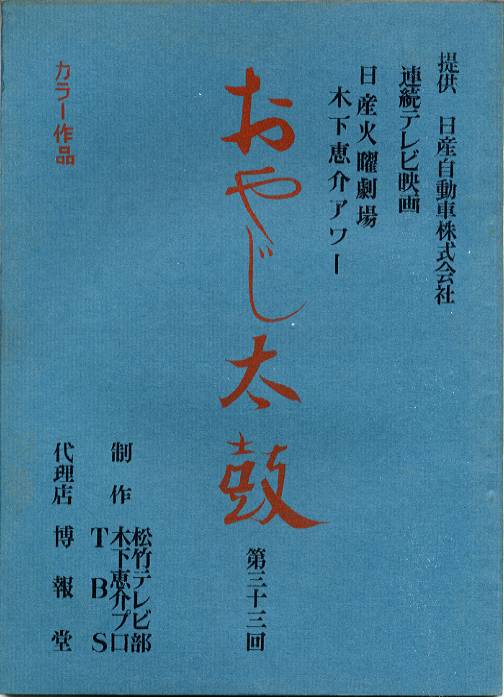 提供 日産自動車株式会社
連続テレビ映画
日産火曜劇場
木下恵介アワー
おやじ太鼓
第三十三回
制作
松竹テレビ部
木下恵介プロ
TBS
代理店 博報堂
カラー作品